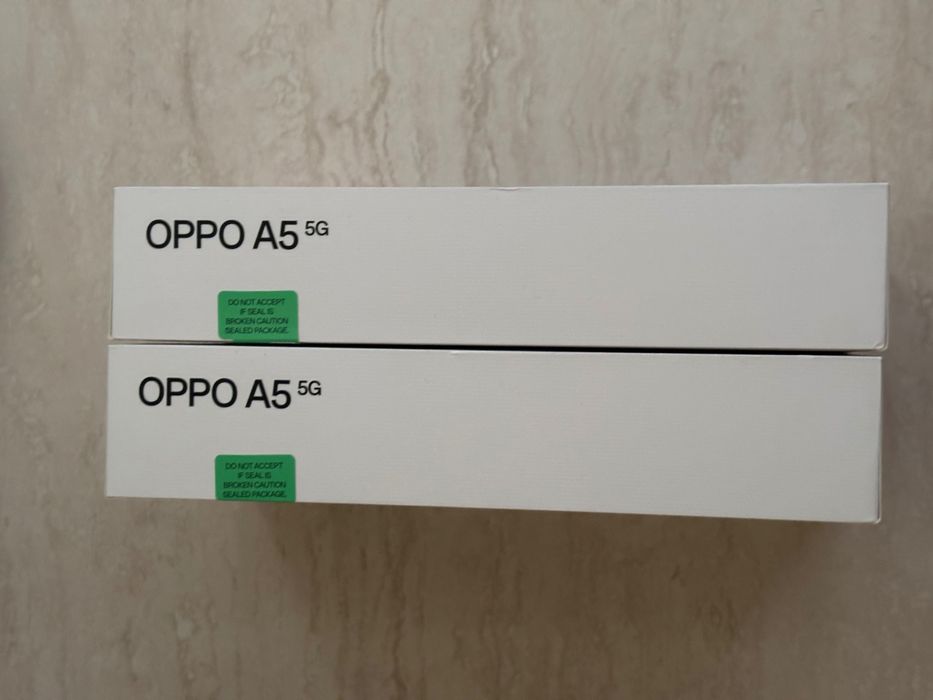 OPPO A5 5G
DO NOT ACCEPT
IF SEAL IS
BROKEN CAUTION
SEALED PACKAGE.
OPPO A5 5G
DO NOT ACCEPT
IF SEAL IS
BROKEN CAUTION
SEALED PACKAGE.